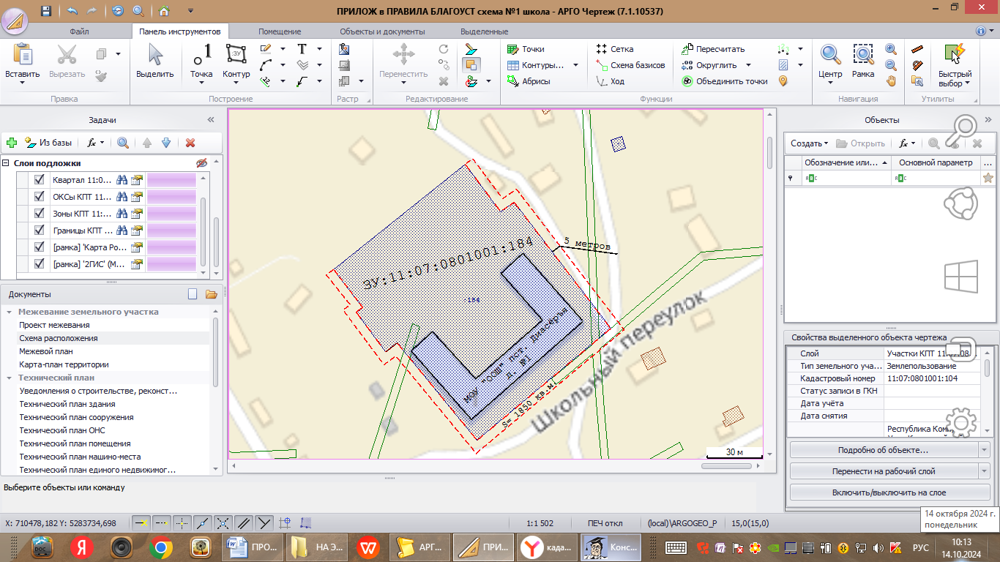 ПРИЛОЖ в ПРАВИЛА БЛАГОУСТ схема №1 школа - АРГО Чертеж (7.1.10537)
Файл
Панель инструментов
Помещение
Объекты и документы
Выделенные
Вставить
Вырезать
Выделить
Точка
Контур
Переместить
Точки
Контуры...
Абрисы
Сетка
Схема базисов
Ход
Пересчитать
Округлить
Объединить точки
Центр
Рамка
Быстрый выбор
Правка
Построение
Растр
Редактирование
Функции
Навигация
Утилиты
Задачи
Из базы
Слои подложки
Квартал 11:0...
ОКСы КПТ 11...
Зоны КПТ 11:...
Границы КПТ ...
[рамка] 'Карта Ро...
[рамка] '2ГИС' (М...
Документы
Межевание земельного участка
Проект межевания
Схема расположения
Межевой план
Карта-план территории
Технический план
Уведомления о строительстве, реконст...
Технический план здания
Технический план сооружения
Технический план ОНС
Технический план помещения
Технический план машино-места
Технический план единого недвижимог...
ЗУ:11:07:0801001:184
5 метров
МОУ "ООШ" пст. Диасёръя
д. №1
S= 1850 кв.м.
Школьный переулок
30 м
Объекты
Создать
Открыть
Обозначение или...
Основной параметр
...
Свойства выделенного объекта чертежа
Слой Участки КПТ 11:07:08...
Тип земельного уча... Землепользование
Кадастровый номер 11:07:0801001:104
Статус записи в ГКН
Дата учёта
Дата снятия
Подробно об объекте...
Перенести на рабочий слой
Включить/выключить на слое
Выберите объекты или команду
X: 710478,182 Y: 5283734,698
1:1 502
ПЕЧ откл
(local)\ARGOGEO_P
15,0(15,0)
14 октября 2024 г.
понедельник
DOC
ПРО...
НА Э...
АРГ...
ПРИ...
када...
Конс...
РУС
10:13
14.10.2024